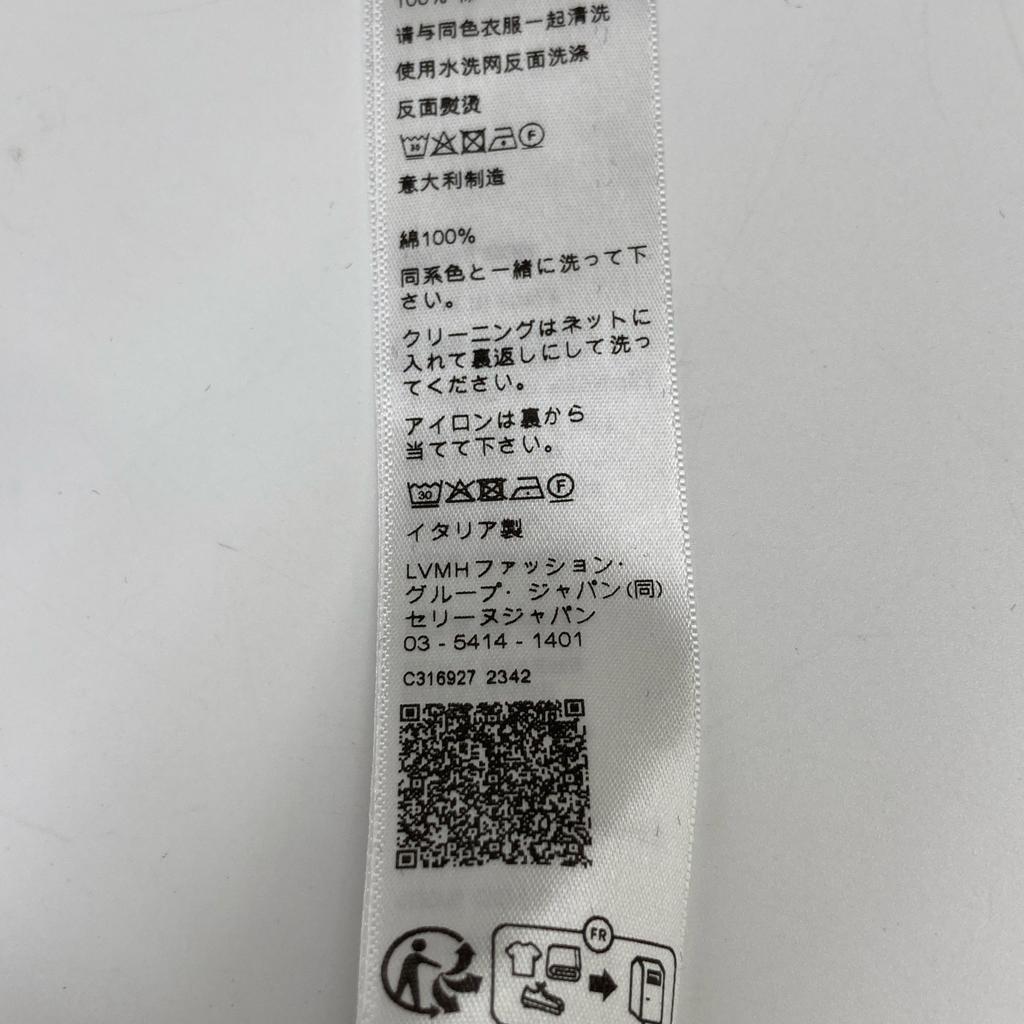 100%
请与同色衣服一起清洗
使用水洗网反面洗涤
反面熨烫
30 F
意大利制造
綿100%
同系色と一緒に洗って下
さい。
クリーニングはネットに
入れて裏返しにして洗っ
てください。
アイロンは裏から
当てて下さい。
30 F
イタリア製
LVMHファッション・
グループ・ジャパン(同)
セリーヌジャパン
03 - 5414 - 1401
C316927 2342
FR